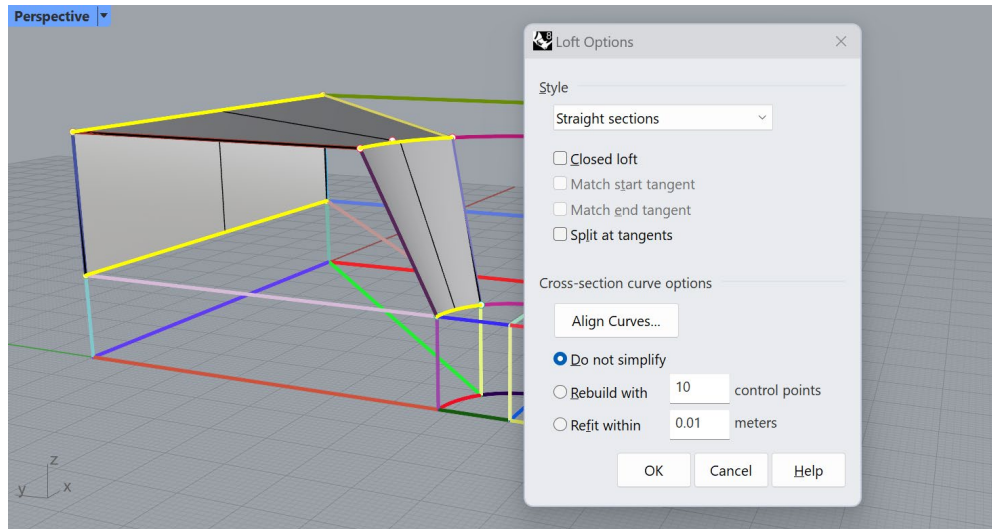 Perspective
8
Loft Options
Style
Straight sections
Closed loft
Match start tangent
Match end tangent
Split at tangents
Cross-section curve options
Align Curves...
Do not simplify
Rebuild with 10 control points
Refit within 0.01 meters
OK Cancel Help
z
y x